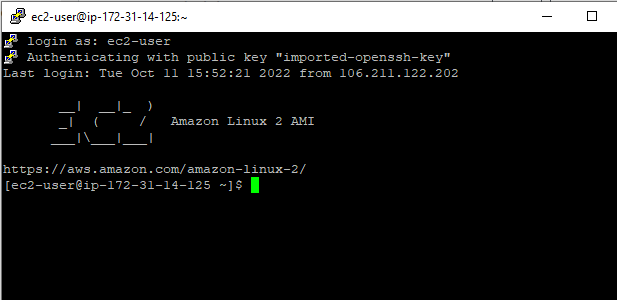 ec2-user@ip-172-31-14-125:~
login as: ec2-user
Authenticating with public key "imported-openssh-key"
Last login: Tue Oct 11 15:52:21 2022 from 106.211.122.202
       __|  __|_  )
       _|  (     /   Amazon Linux 2 AMI
      ___|\___|___|
https://aws.amazon.com/amazon-linux-2/
[ec2-user@ip-172-31-14-125 ~]$